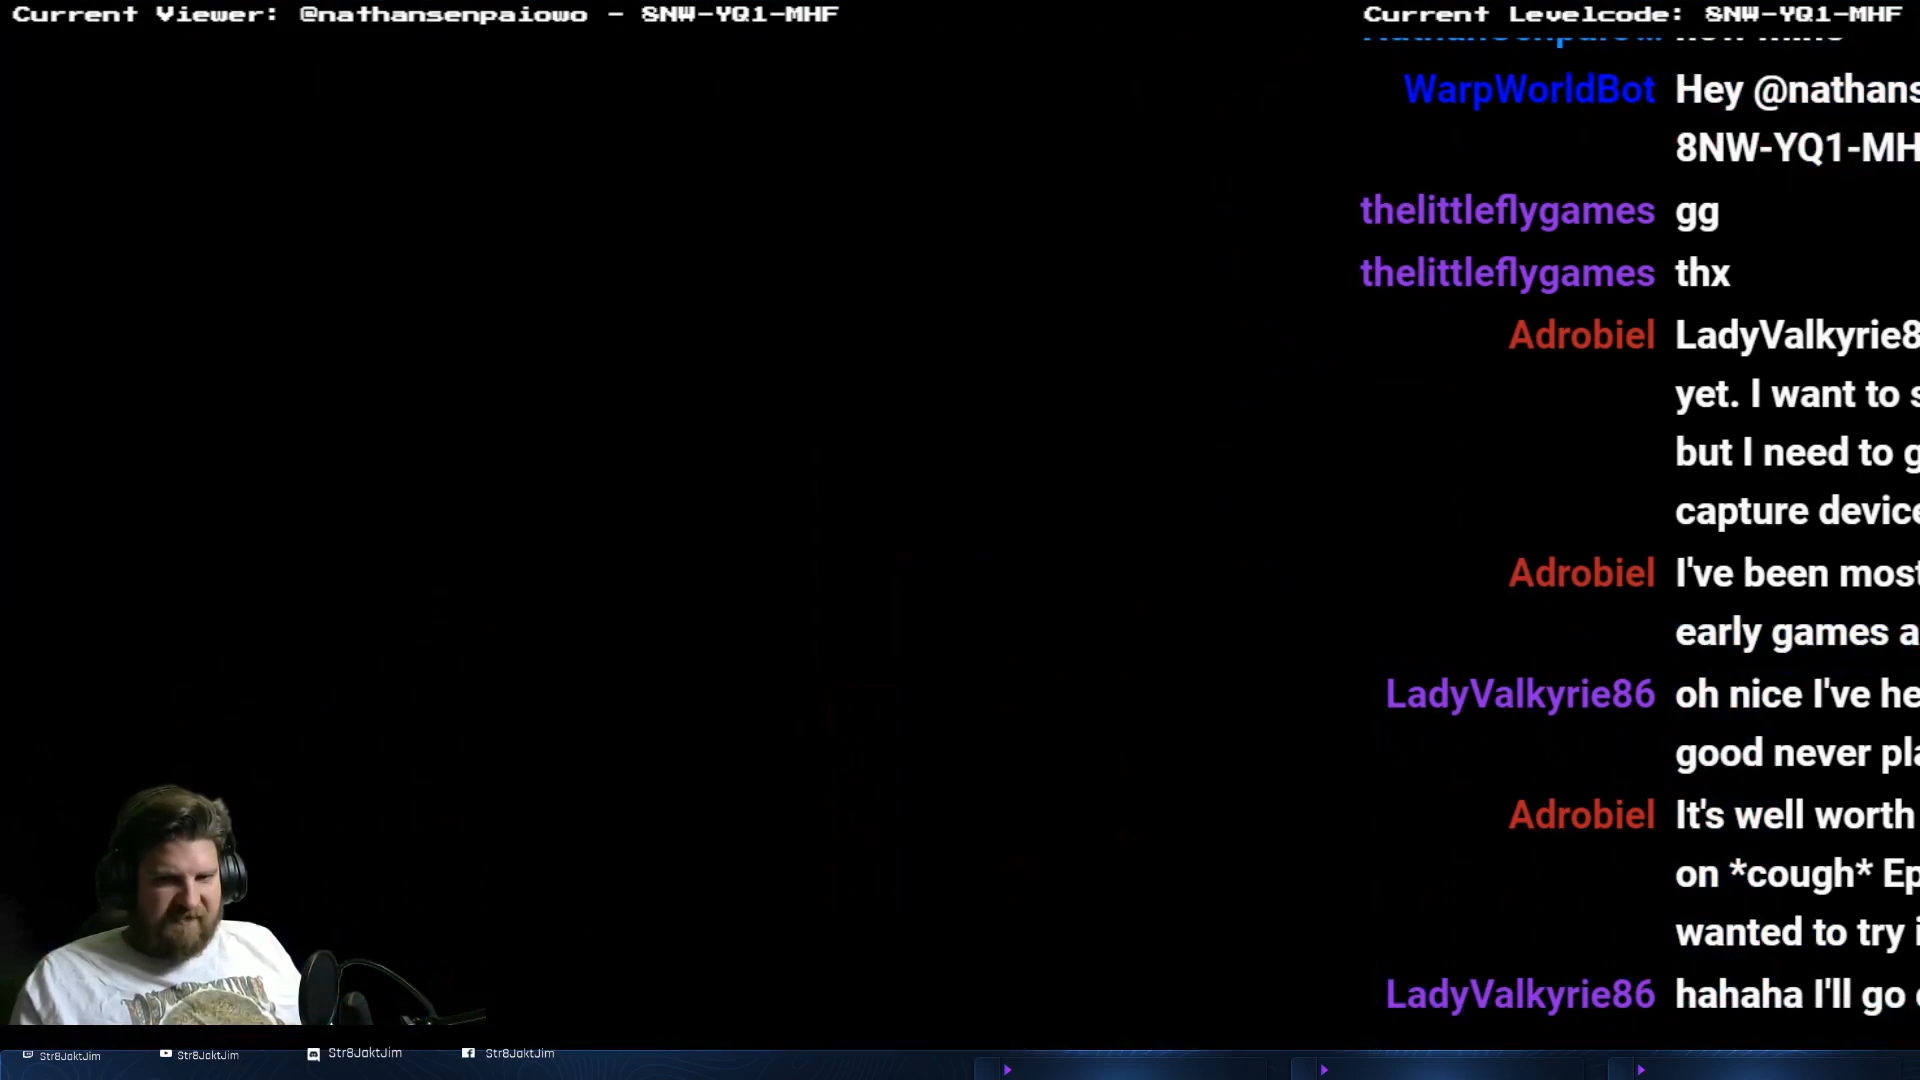 Current Viewer: @nathansenpaiowo - 8NW-YQ1-MHF
Current Levelcode: 8NW-YQ1-MHF
WarpWorldBot Hey @nathans
8NW-YQ1-MH
thelittleflygames gg
thelittleflygames thx
Adrobiel LadyValkyrie8
yet. I want to s
but I need to g
capture device
Adrobiel I've been most
early games a
LadyValkyrie86 oh nice I've he
good never pla
Adrobiel It's well worth
on *cough* Ep
wanted to try i
LadyValkyrie86 hahaha I'll go
Str8JaktJim Str8JaktJim Str8JaktJim Str8JaktJim